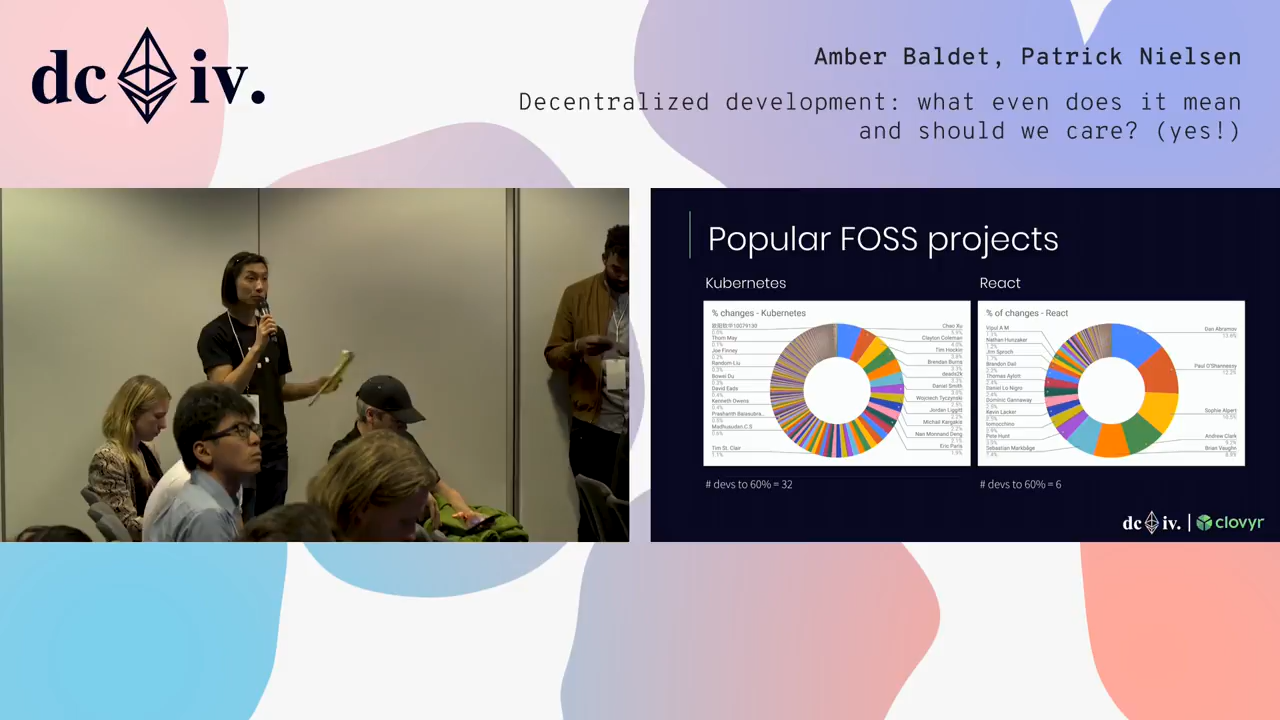 dc iv.
Amber Baldet, Patrick Nielsen
Decentralized development: what even does it mean
and should we care? (yes!)
Popular FOSS projects
Kubernetes
React
% changes - Kubernetes
Thom May
Joe Finney
Random Liu
Bowei Du
David Eads
Kenneth Owens
Madhusudan.C.S
Tim St. Clair
Chao Xu
Clayton Coleman
Tim Hockin
Brendan Burns
deads2k
Daniel Smith
Wojciech Tyczynski
Jordan Liggitt
Michail Kargakis
Eric Paris
% of changes - React
Vipul A M
Nathan Hunzaker
Jim Sproch
Brandon Dail
Thomas Aylott
Daniel Lo Nigro
Dominic Gannaway
Kevin Lacker
Pete Hunt
Sebastian Markbåge
Dan Abramov
Paul O'Shannessy
Sophie Alpert
Andrew Clark
Brian Vaughn
# devs to 60% = 32
# devs to 60% = 6
dc iv. | clovyr